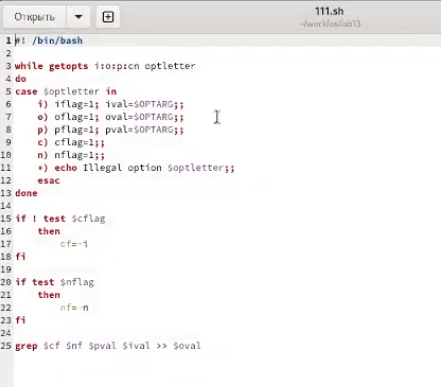 Открыть
111.sh
~/work/os/lab13
1 #! /bin/bash
2
3 while getopts i:o:p:cn optletter
4 do
5 case $optletter in
6 i) iflag=1; ival=$OPTARG;;
7 o) oflag=1; oval=$OPTARG;;
8 p) pflag=1; pval=$OPTARG;;
9 c) cflag=1;;
10 n) nflag=1;;
11 *) echo Illegal option $optletter;;
12 esac
13 done
14
15 if ! test $cflag
16 then
17 cf=-i
18 fi
19
20 if test $nflag
21 then
22 nf=-n
23 fi
24
25 grep $cf $nf $pval $ival >> $oval